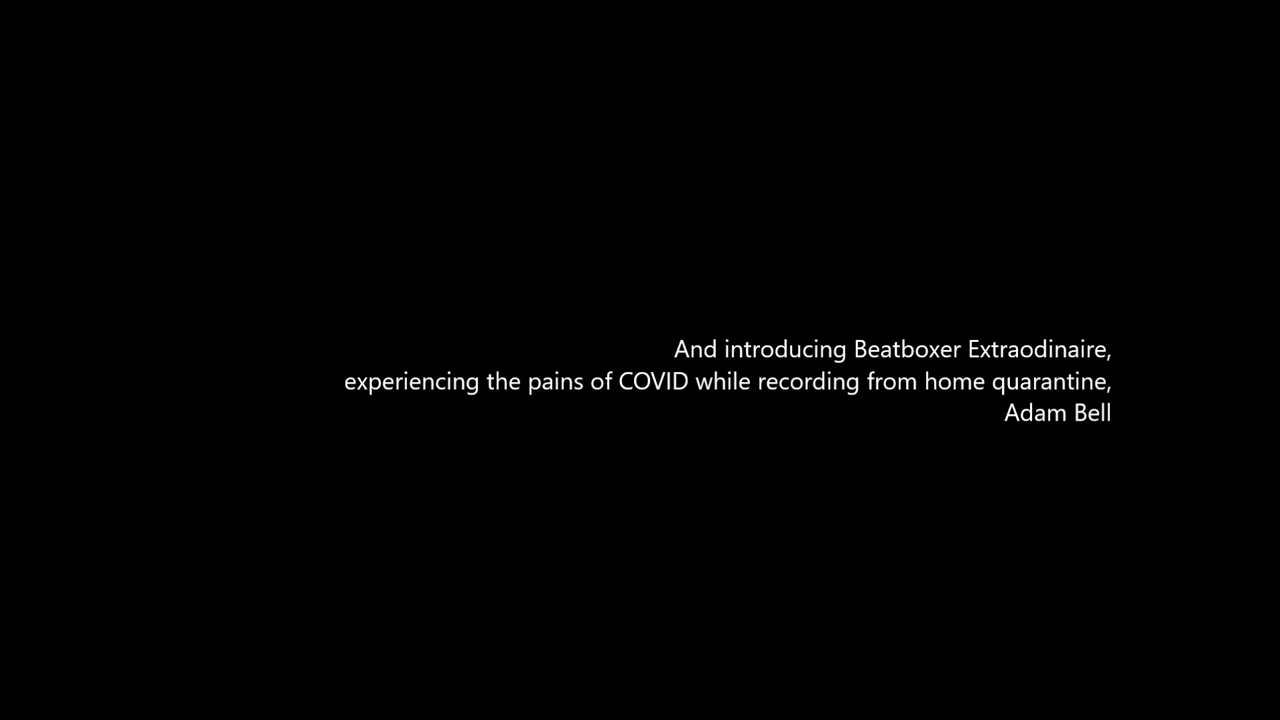 And introducing Beatboxer Extraodinaire,
experiencing the pains of COVID while recording from home quarantine,
Adam Bell